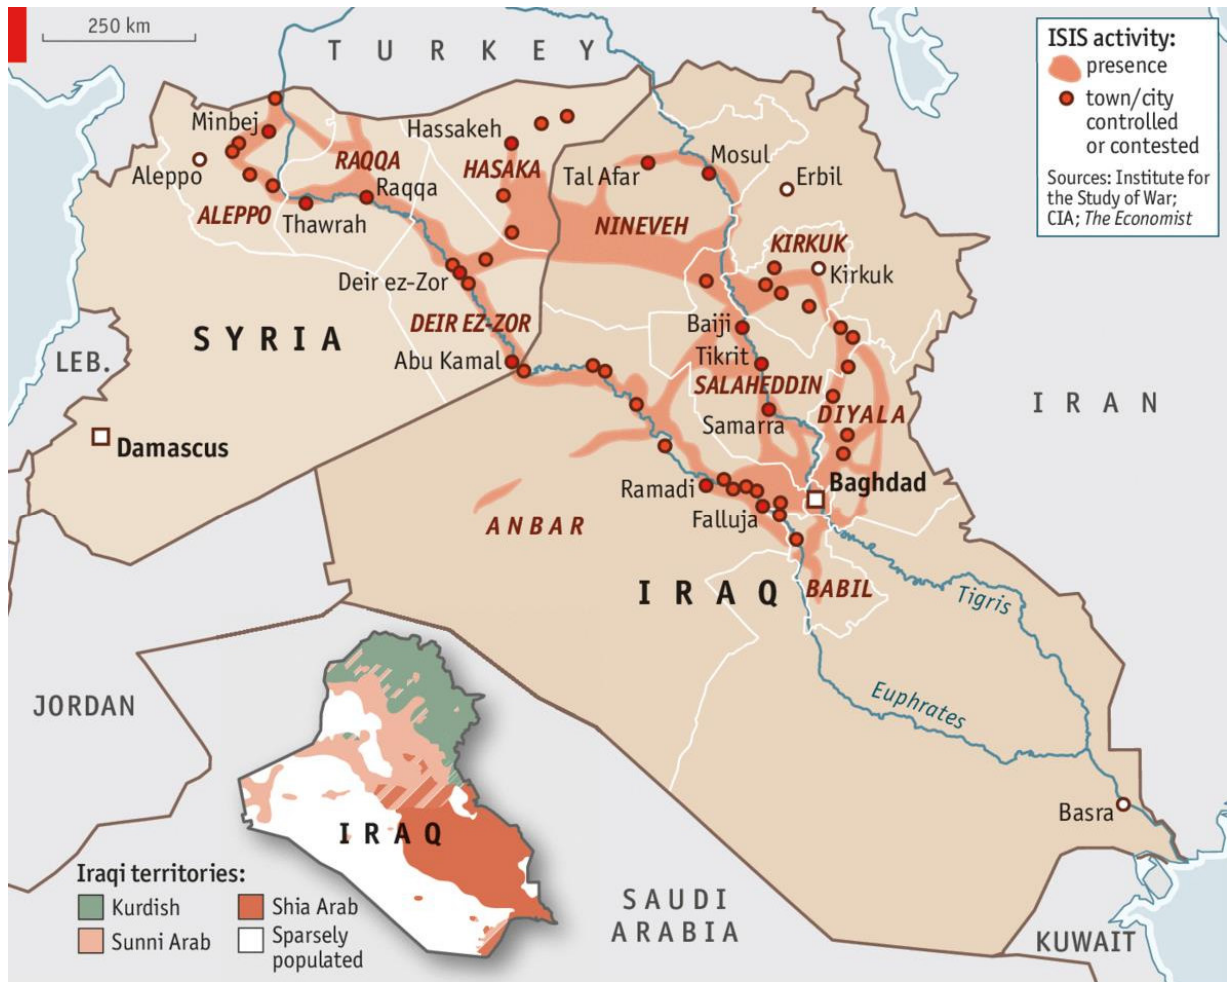 250 km
TURKEY
ISIS activity:
presence
town/city
controlled
or contested
Sources: Institute for
the Study of War;
CIA; The Economist
Minbej
Hassakeh
Aleppo
RAQQA
HASAKA
Tal Afar
Mosul
Erbil
Raqqa
ALEPPO
Thawrah
NINEVEH
KIRKUK
Kirkuk
Deir ez-Zor
DEIR EZ-ZOR
Baiji
SYRIA
LEB.
Abu Kamal
Tikrit
SALAHEDDIN
IRAN
DIYALA
Samarra
Damascus
Ramadi
Baghdad
Falluja
ANBAR
IRAQ
BABIL
Tigris
Euphrates
JORDAN
Basra
IRAQ
Iraqi territories:
Kurdish
Shia Arab
Sunni Arab
Sparsely
populated
SAUDI
ARABIA
KUWAIT